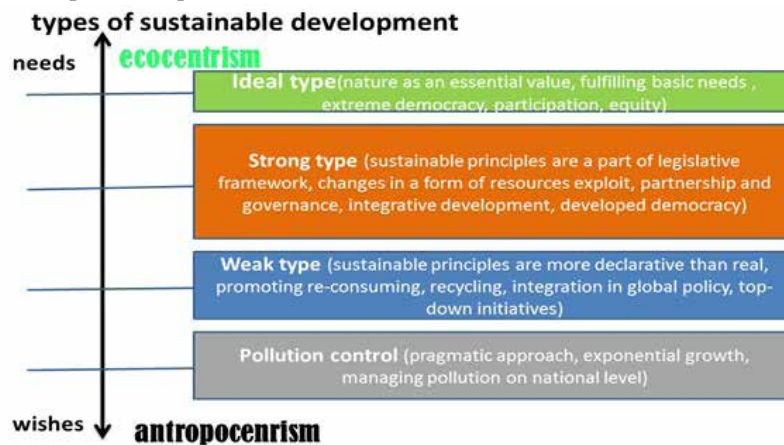 types of sustainable development
needs
ecocentrism
Ideal type(nature as an essential value, fulfilling basic needs ,
extreme democracy, participation, equity)
Strong type (sustainable principles are a part of legislative
framework, changes in a form of resources exploit, partnership and
governance, integrative development, developed democracy)
Weak type (sustainable principles are more declarative than real,
promoting re-consuming, recycling, integration in global policy, top-
down initiatives)
Pollution control (pragmatic approach, exponential growth,
managing pollution on national level)
wishes
antropocenrism